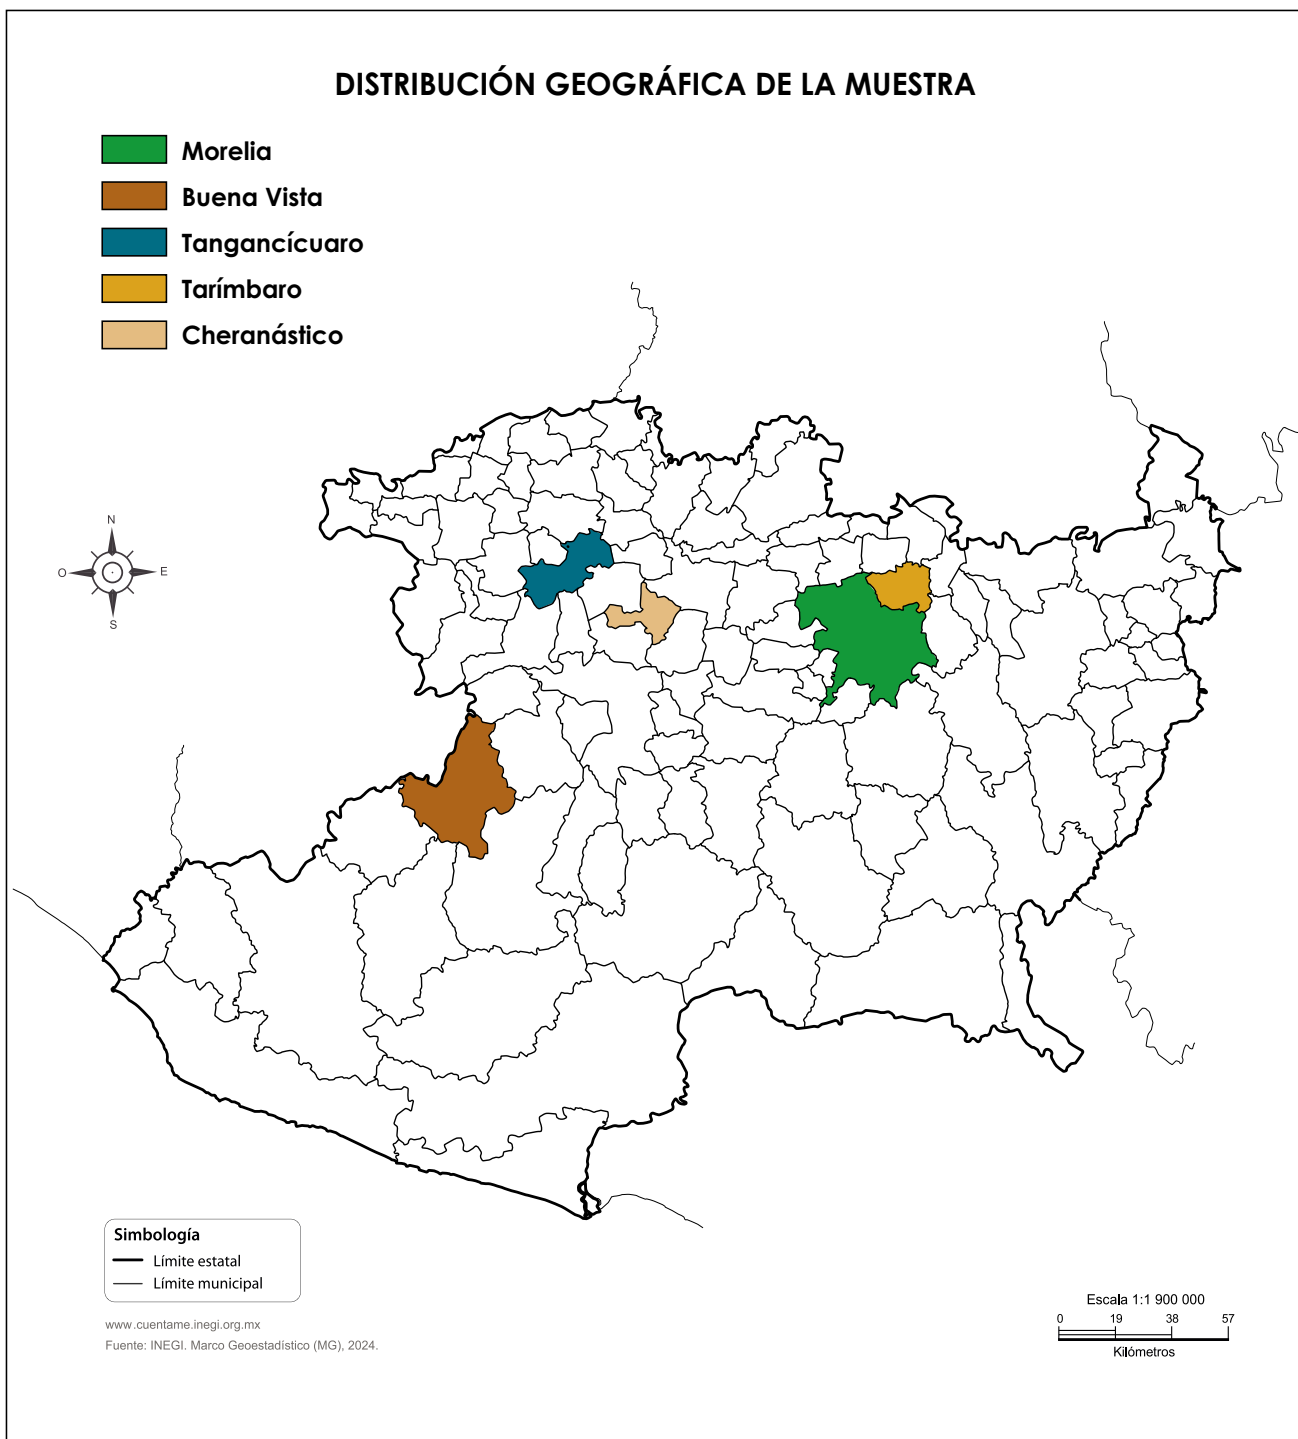 DISTRIBUCIÓN GEOGRÁFICA DE LA MUESTRA
Morelia
Buena Vista
Tangancícuaro
Tarímbaro
Cheranástico
N
O
E
S
Simbología
Límite estatal
Límite municipal
www.cuentame.inegi.org.mx
Fuente: INEGI. Marco Geoestadístico (MG), 2024.
Escala 1:1 900 000
0 19 38 57
Kilómetros